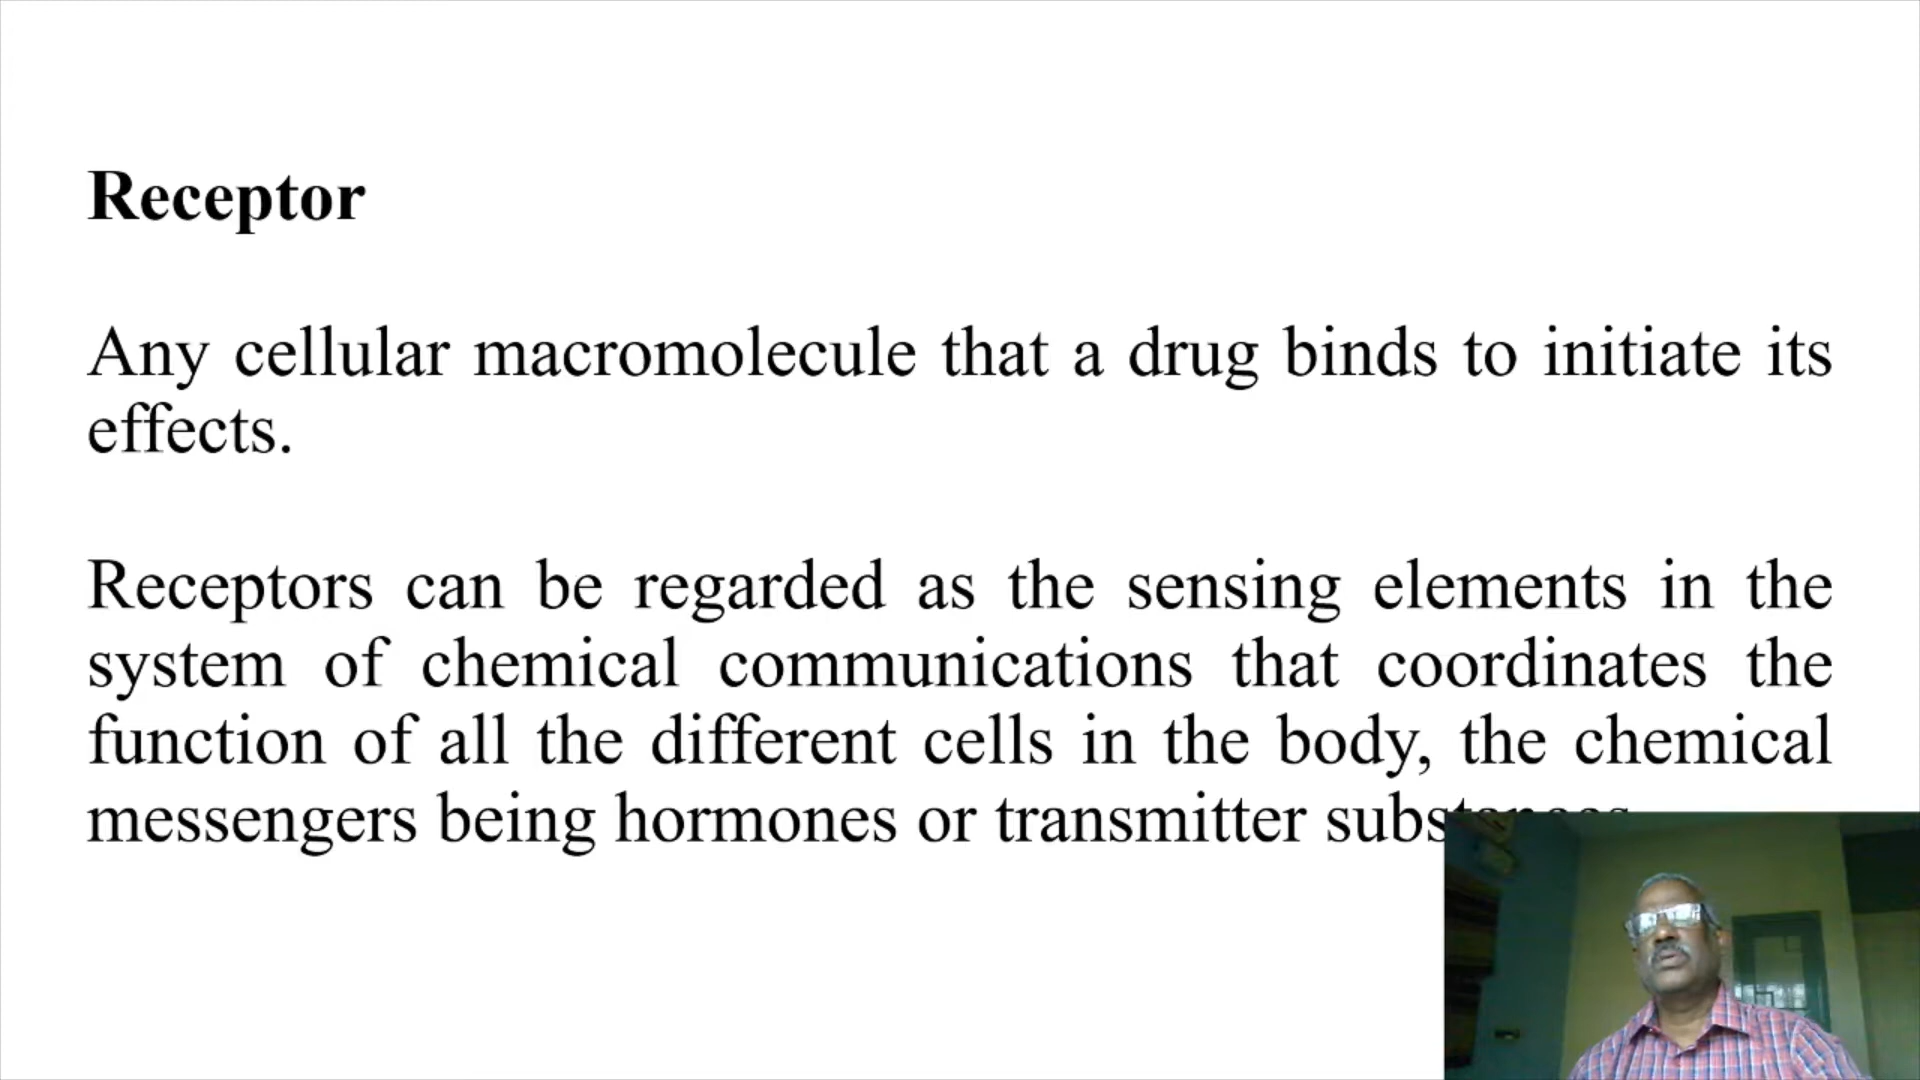 Receptor
Any cellular macromolecule that a drug binds to initiate its
effects.
Receptors can be regarded as the sensing elements in the
system of chemical communications that coordinates the
function of all the different cells in the body, the chemical
messengers being hormones or transmitter substances